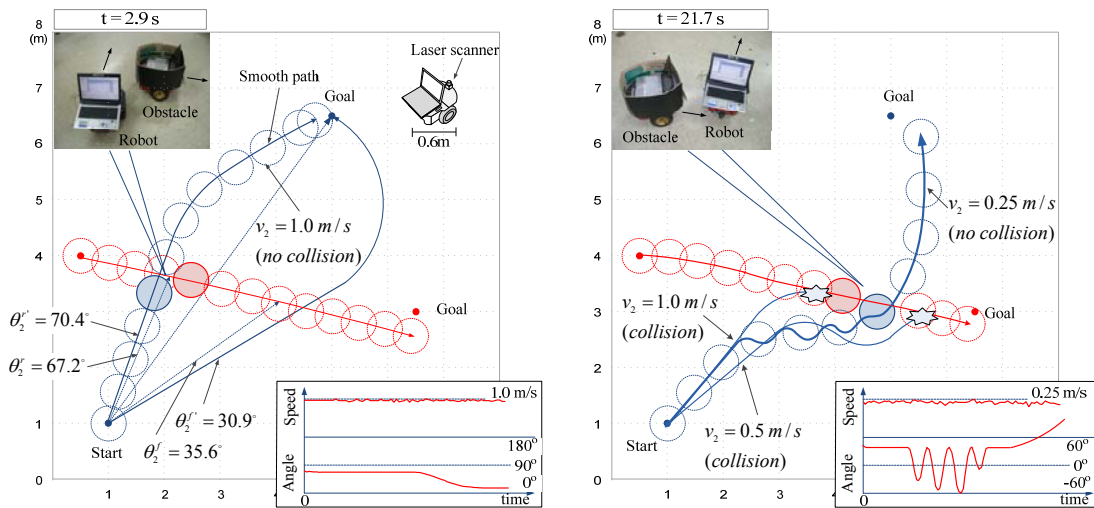 t = 2.9 s
8
(m)
7
6
5
4
3
2
1
0
1
2
3
4
Laser scanner
0.6m
Smooth path
Goal
Obstacle
Robot
v₂ = 1.0 m / s
(no collision)
Goal
θ₂ʳ' = 70.4°
θ₂ʳ = 67.2°
θ₂ᶠ' = 30.9°
θ₂ᶠ = 35.6°
Start
Speed
1.0 m/s
Angle
180°
90°
0°
0
time
t = 21.7 s
8
(m)
7
6
5
4
3
2
1
0
1
2
3
4
Goal
Obstacle
Robot
v₂ = 0.25 m / s
(no collision)
v₂ = 1.0 m / s
(collision)
Goal
v₂ = 0.5 m / s
(collision)
Start
Speed
0.25 m/s
Angle
60°
0°
-60°
0
time